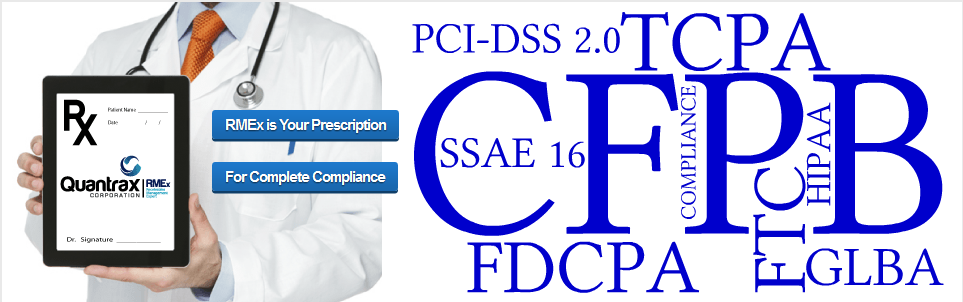 Rx
Patient Name
Date / /
Quantrax
CORPORATION
RMEx
Dr. Signature
RMEx is Your Prescription
For Complete Compliance
PCI-DSS 2.0
TCPA
CFPB
SSAE 16
COMPLIANCE
HIPAA
FTC
FDCPA
GLBA